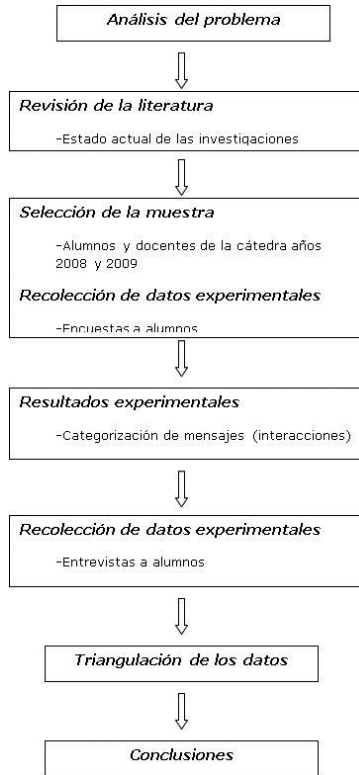 Análisis del problema
Revisión de la literatura
-Estado actual de las investigaciones
Selección de la muestra
-Alumnos y docentes de la cátedra años
2008 y 2009
Recolección de datos experimentales
-Encuestas a alumnos
Resultados experimentales
-Categorización de mensajes (interacciones)
Recolección de datos experimentales
-Entrevistas a alumnos
Triangulación de los datos
Conclusiones